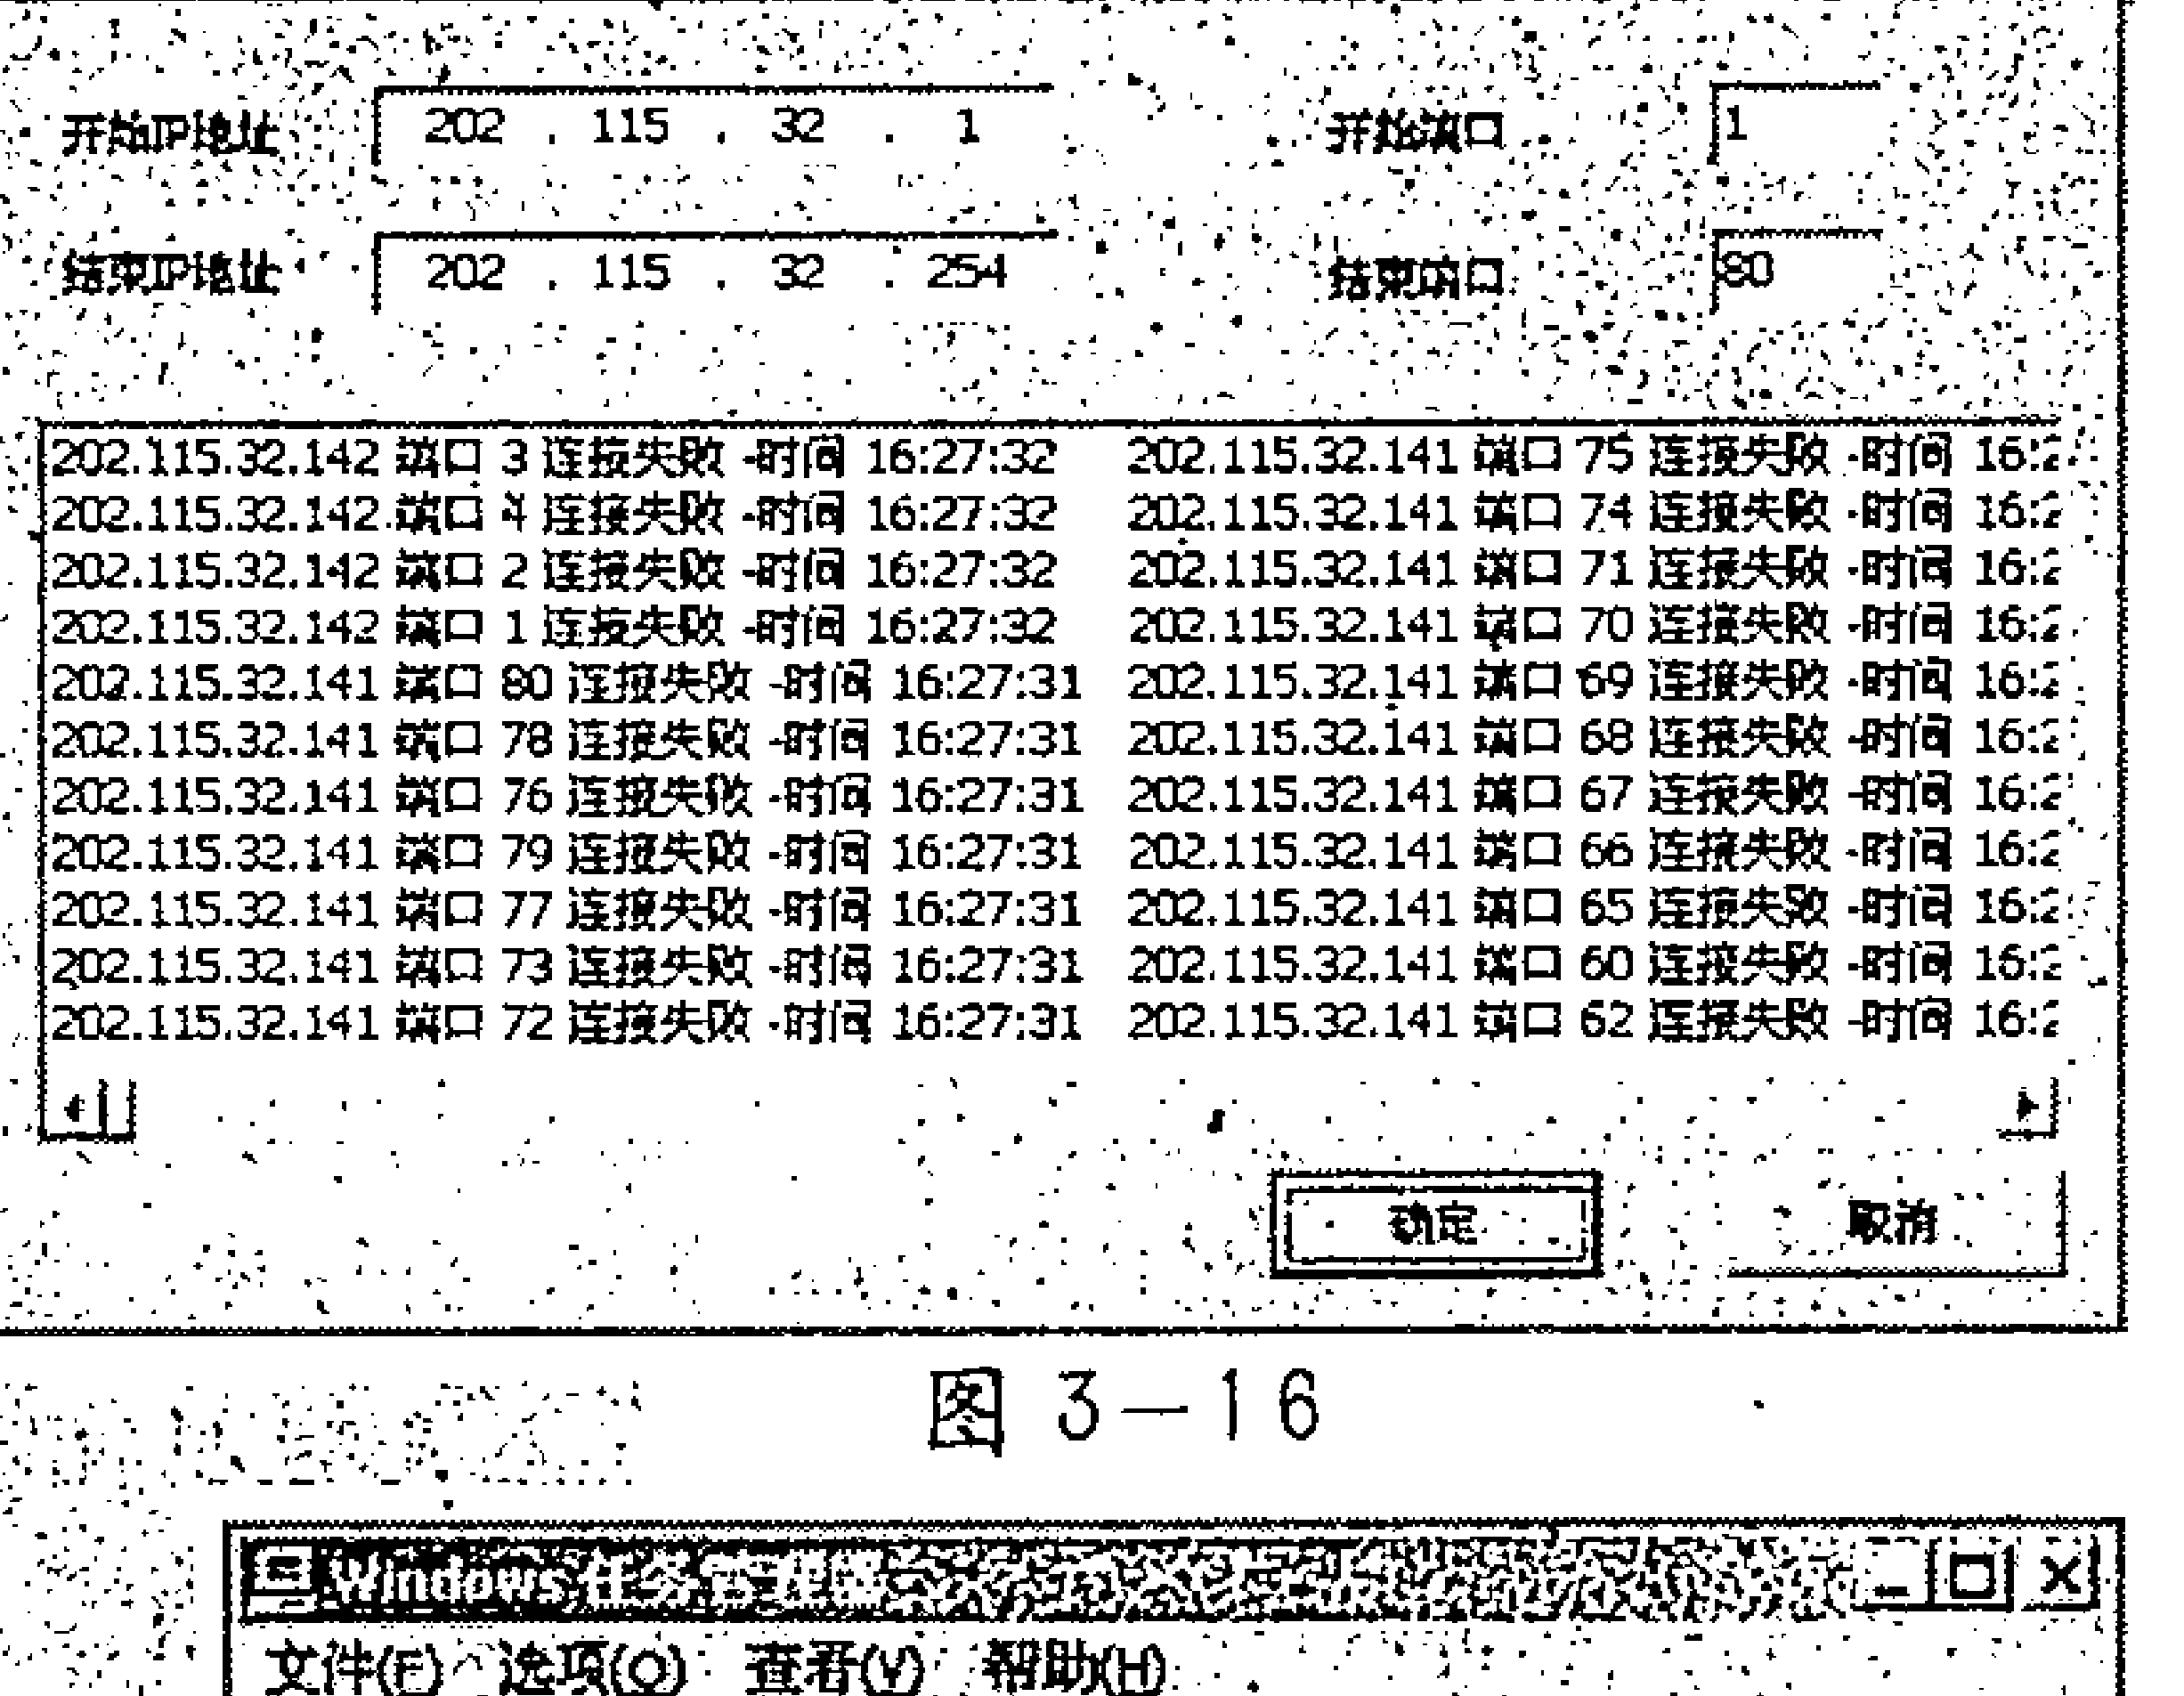 开始IP地址 202 . 115 . 32 . 1 开始端口 1
结束IP地址 202 . 115 . 32 . 254 结束端口 80
202.115.32.142 端口 3 连接失败 -时间 16:27:32 202.115.32.141 端口 75 连接失败 -时间 16:2
202.115.32.142 端口 4 连接失败 -时间 16:27:32 202.115.32.141 端口 74 连接失败 -时间 16:2
202.115.32.142 端口 2 连接失败 -时间 16:27:32 202.115.32.141 端口 71 连接失败 -时间 16:2
202.115.32.142 端口 1 连接失败 -时间 16:27:32 202.115.32.141 端口 70 连接失败 -时间 16:2
202.115.32.141 端口 80 连接失败 -时间 16:27:31 202.115.32.141 端口 69 连接失败 -时间 16:2
202.115.32.141 端口 78 连接失败 -时间 16:27:31 202.115.32.141 端口 68 连接失败 -时间 16:2
202.115.32.141 端口 76 连接失败 -时间 16:27:31 202.115.32.141 端口 67 连接失败 -时间 16:2
202.115.32.141 端口 79 连接失败 -时间 16:27:31 202.115.32.141 端口 66 连接失败 -时间 16:2
202.115.32.141 端口 77 连接失败 -时间 16:27:31 202.115.32.141 端口 65 连接失败 -时间 16:2
202.115.32.141 端口 73 连接失败 -时间 16:27:31 202.115.32.141 端口 60 连接失败 -时间 16:2
202.115.32.141 端口 72 连接失败 -时间 16:27:31 202.115.32.141 端口 62 连接失败 -时间 16:2
确定 取消
图 3-16
Windows 任务管理器
文件(F) 选项(O) 查看(V) 帮助(H)